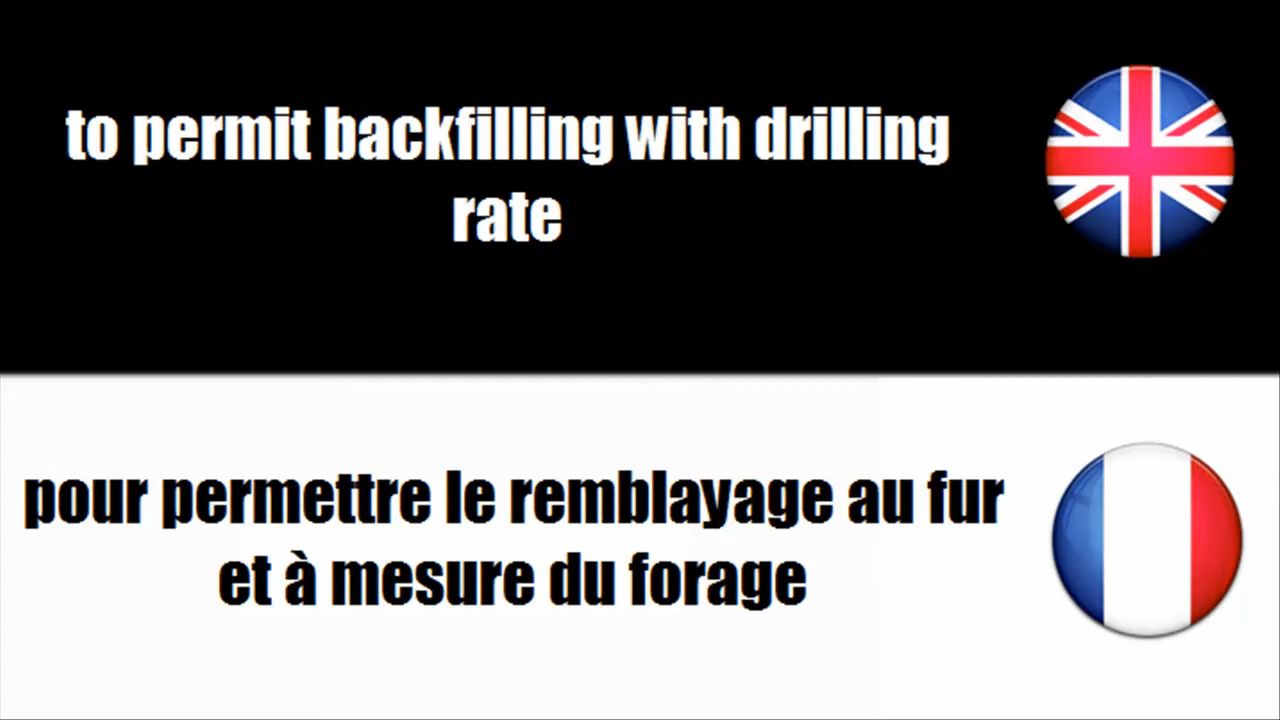 to permit backfilling with drilling
rate
pour permettre le remblayage au fur
et à mesure du forage